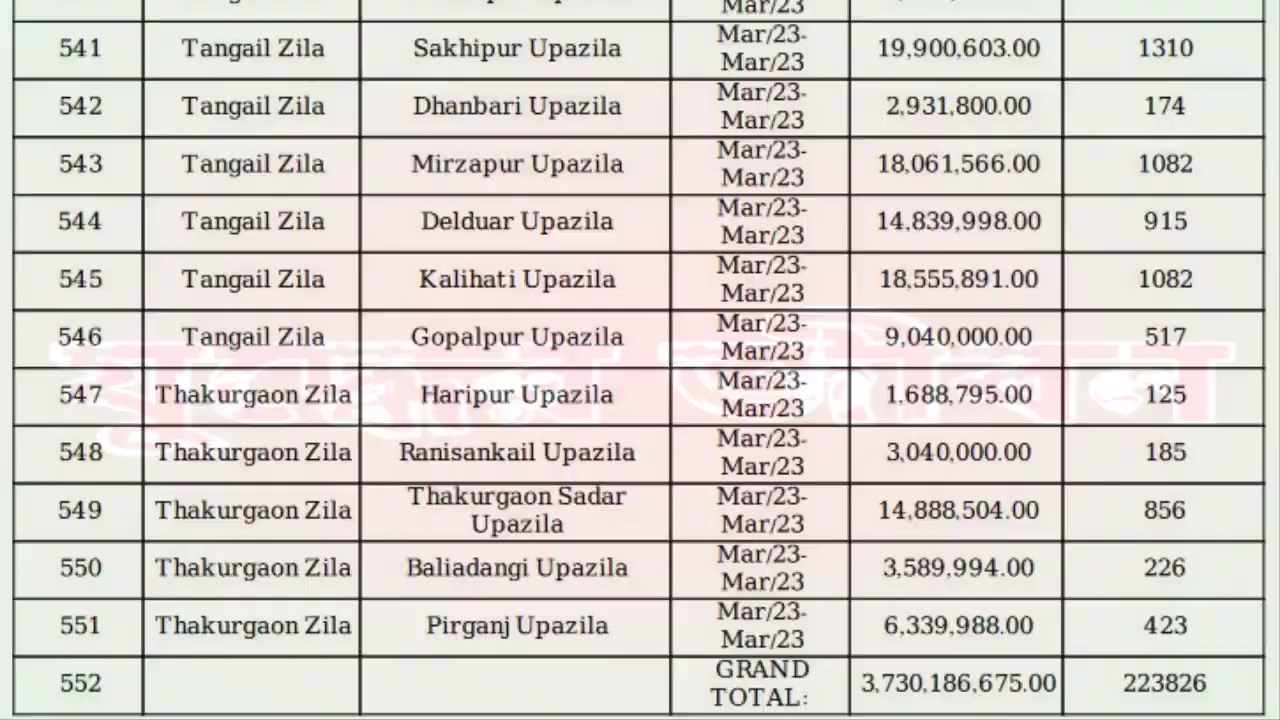 Mar/23
541 Tangail Zila Sakhipur Upazila Mar/23-
Mar/23 19,900,603.00 1310
542 Tangail Zila Dhanbari Upazila Mar/23-
Mar/23 2,931,800.00 174
543 Tangail Zila Mirzapur Upazila Mar/23-
Mar/23 18,061,566.00 1082
544 Tangail Zila Delduar Upazila Mar/23-
Mar/23 14,839,998.00 915
545 Tangail Zila Kalihati Upazila Mar/23-
Mar/23 18,555,891.00 1082
546 Tangail Zila Gopalpur Upazila Mar/23-
Mar/23 9,040,000.00 517
547 Thakurgaon Zila Haripur Upazila Mar/23-
Mar/23 1,688,795.00 125
548 Thakurgaon Zila Ranisankail Upazila Mar/23-
Mar/23 3,040,000.00 185
549 Thakurgaon Zila Thakurgaon Sadar
Upazila Mar/23-
Mar/23 14,888,504.00 856
550 Thakurgaon Zila Baliadangi Upazila Mar/23-
Mar/23 3,589,994.00 226
551 Thakurgaon Zila Pirganj Upazila Mar/23-
Mar/23 6,339,988.00 423
552 GRAND
TOTAL: 3,730,186,675.00 223826